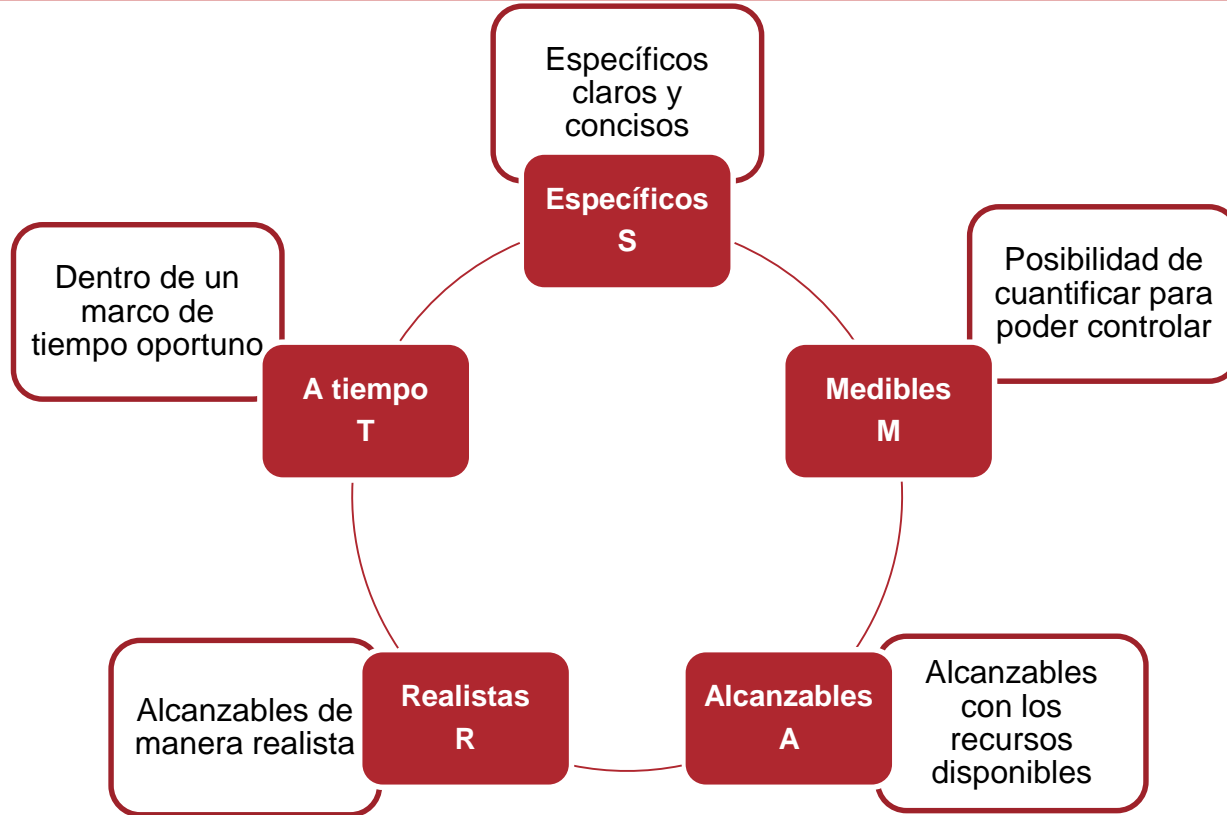 Específicos
claros y
concisos
Específicos
S
Posibilidad de
cuantificar para
poder controlar
Medibles
M
Alcanzables
con los
recursos
disponibles
Alcanzables
A
Alcanzables de
manera realista
Realistas
R
Dentro de un
marco de
tiempo oportuno
A tiempo
T